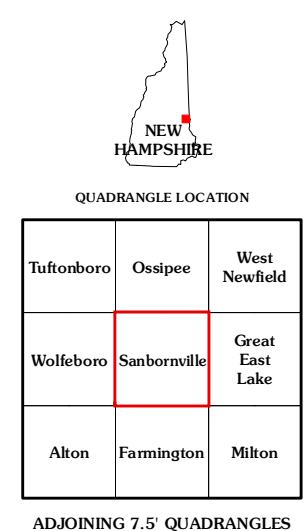 NEW
HAMPSHIRE
QUADRANGLE LOCATION
Tuftonboro
Ossipee
West
Newfield
Wolfeboro
Sanbornville
Great
East
Lake
Alton
Farmington
Milton
ADJOINING 7.5' QUADRANGLES